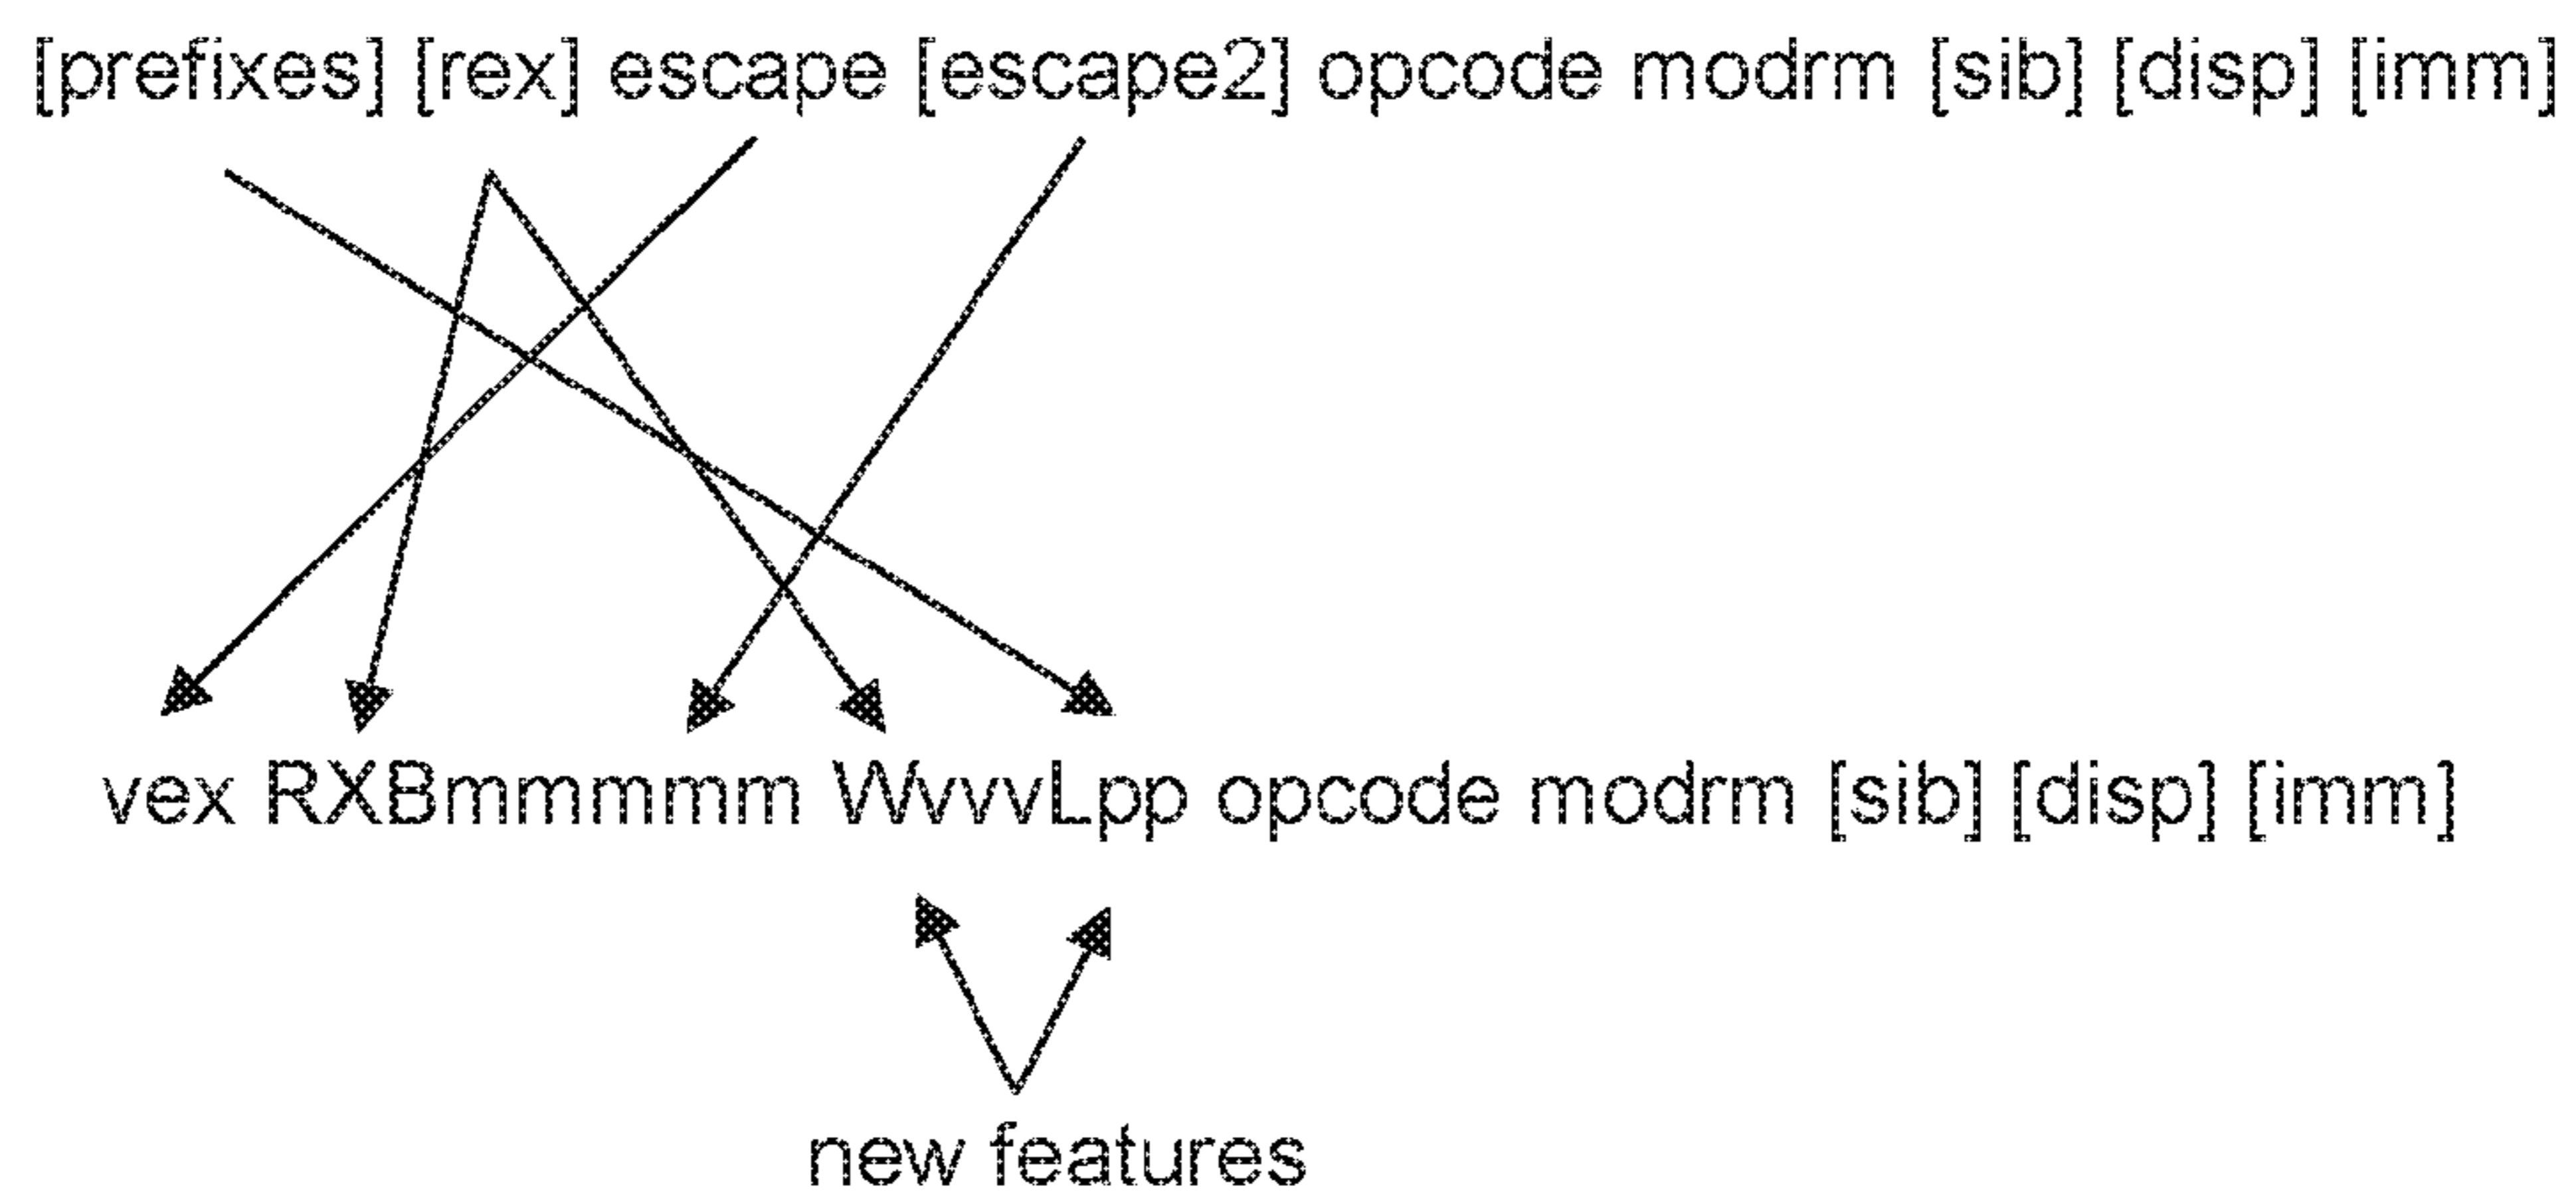 [prefixes] [rex] escape [escape2] opcode modrm [sib] [disp] [imm]
vex RXBmmmmm WvvvLpp opcode modrm [sib] [disp] [imm]
new features